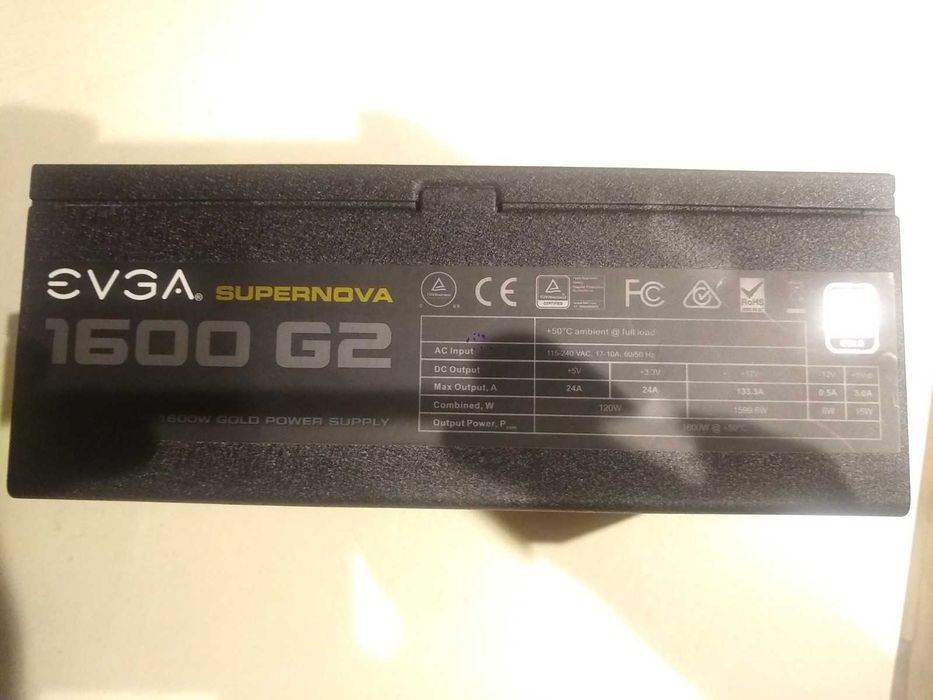 EVGA® SUPERNOVA
1600 G2
1600W GOLD POWER SUPPLY
CE
FC
RoHS
GOLD
+50°C ambient @ full load
AC Input 115-240 VAC, 17-10A, 60/50 Hz
DC Output +5V +3.3V +12V -12V +5Vsb
Max Output, A 24A 24A 133.3A 0.5A 3.0A
Combined, W 120W 1599.6W 6W 15W
Output Power, P 1600W @ +50°C